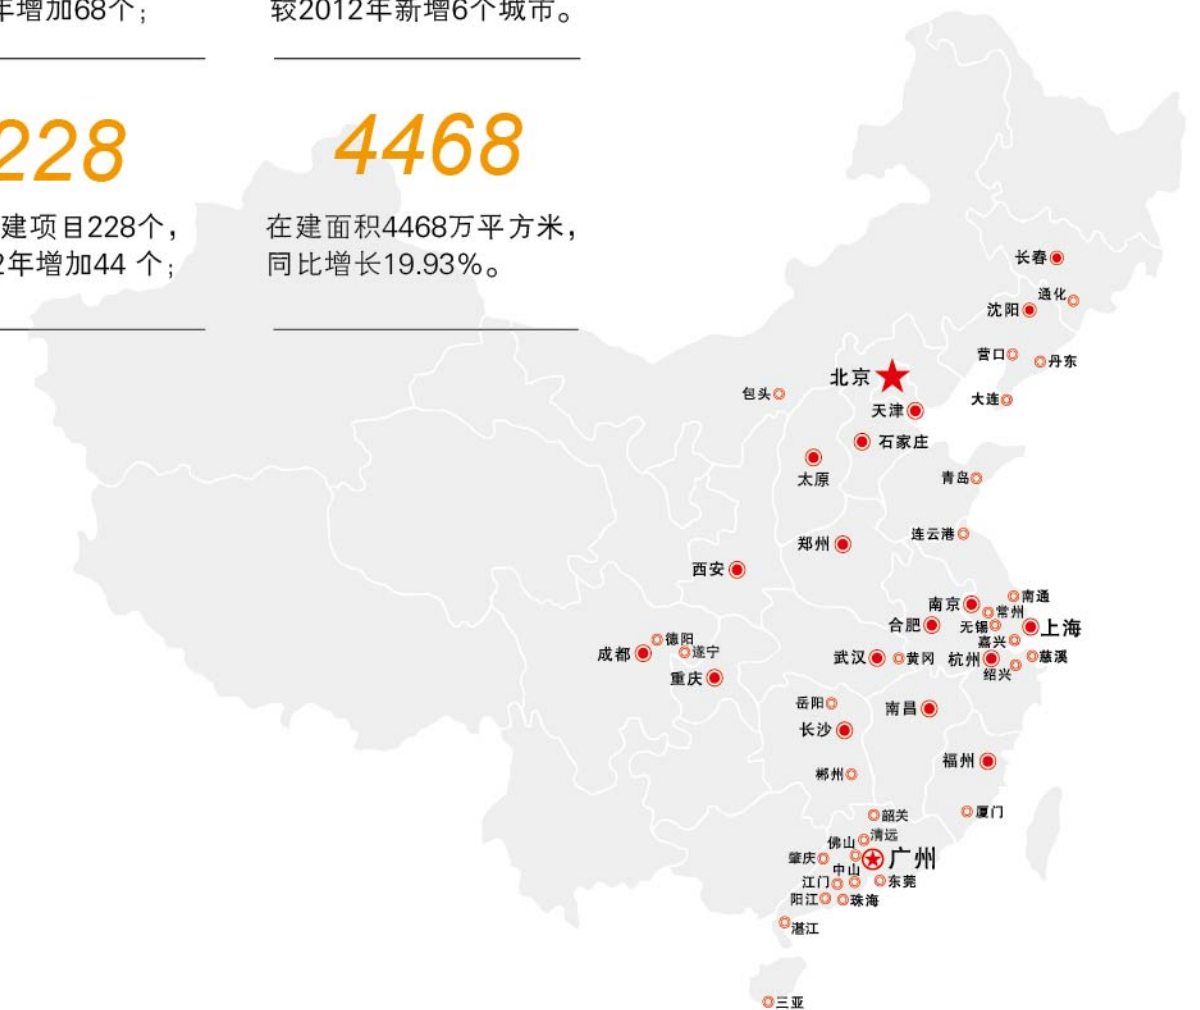 年增加68个；
较2012年新增6个城市。
228
4468
建项目228个，
2年增加44 个；
在建面积4468万平方米，
同比增长19.93%。
长春
通化
沈阳
营口
丹东
北京
包头
大连
天津
石家庄
太原
青岛
连云港
郑州
西安
南通
南京
常州
合肥
无锡
上海
嘉兴
德阳
成都
遂宁
武汉
黄冈
杭州
慈溪
绍兴
重庆
岳阳
南昌
长沙
福州
郴州
厦门
韶关
清远
佛山
肇庆
广州
中山
江门
东莞
阳江
珠海
湛江
三亚